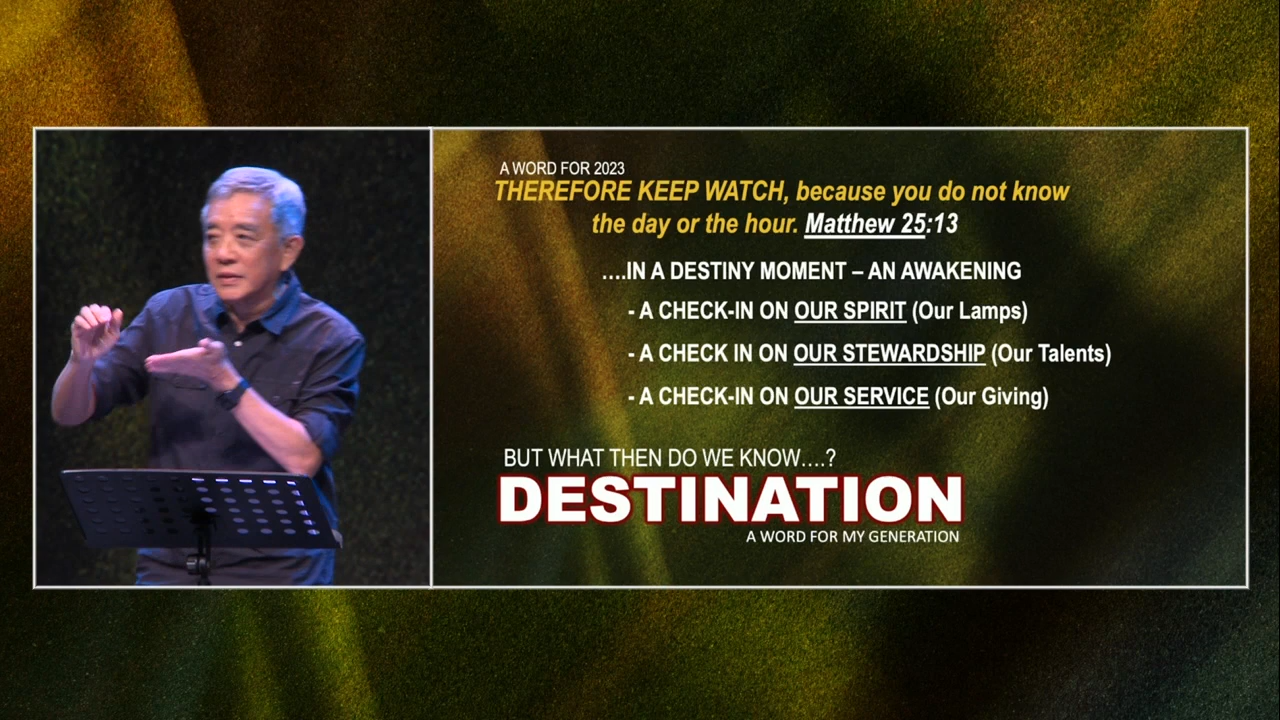 A WORD FOR 2023
THEREFORE KEEP WATCH, because you do not know
the day or the hour. Matthew 25:13
....IN A DESTINY MOMENT – AN AWAKENING
- A CHECK-IN ON OUR SPIRIT (Our Lamps)
- A CHECK IN ON OUR STEWARDSHIP (Our Talents)
- A CHECK-IN ON OUR SERVICE (Our Giving)
BUT WHAT THEN DO WE KNOW....?
DESTINATION
A WORD FOR MY GENERATION